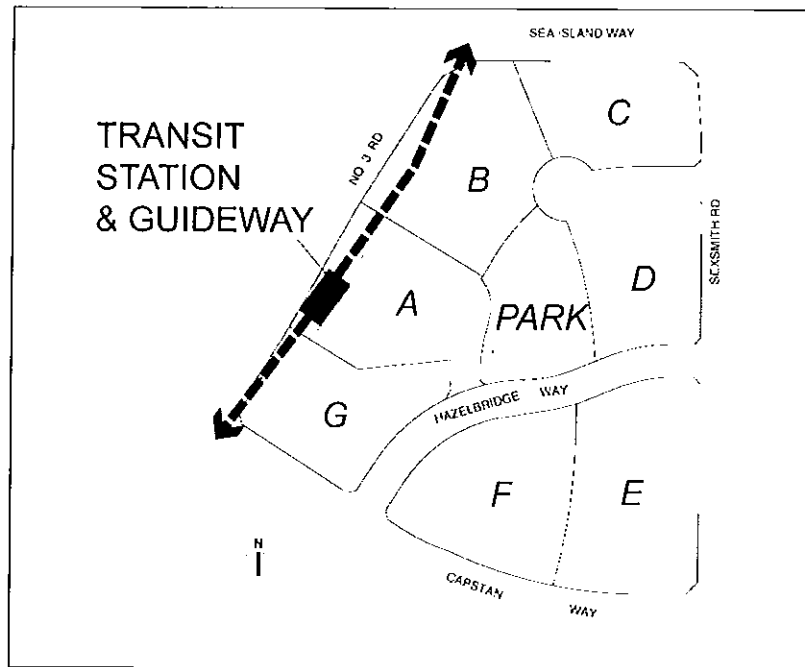 SEA ISLAND WAY
C
TRANSIT
STATION
& GUIDEWAY
NO 3 RD
B
SEXSMITH RD
D
A
PARK
HAZELBRIDGE WAY
G
F
E
N
CAPSTAN WAY